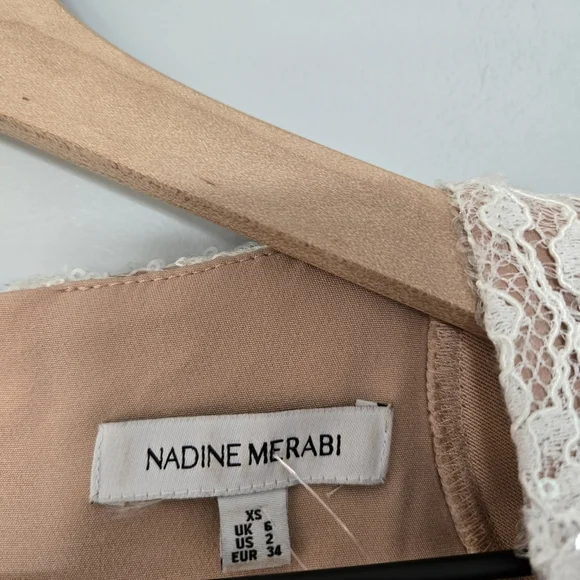 NADINE MERABI
XS
UK 6
US 2
EUR 34